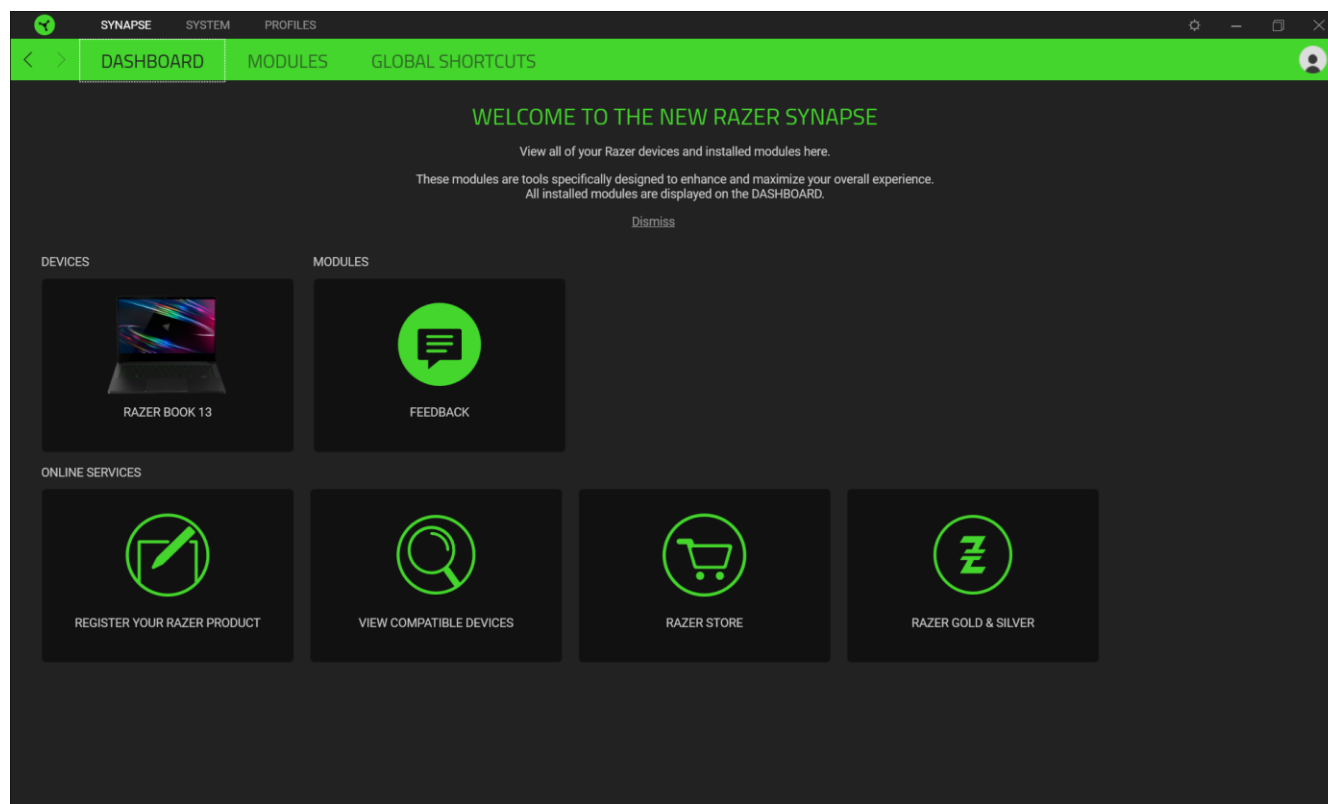 SYNAPSE SYSTEM PROFILES
DASHBOARD MODULES GLOBAL SHORTCUTS
WELCOME TO THE NEW RAZER SYNAPSE
View all of your Razer devices and installed modules here.
These modules are tools specifically designed to enhance and maximize your overall experience.
All installed modules are displayed on the DASHBOARD.
Dismiss
DEVICES MODULES
RAZER BOOK 13 FEEDBACK
ONLINE SERVICES
REGISTER YOUR RAZER PRODUCT VIEW COMPATIBLE DEVICES RAZER STORE RAZER GOLD & SILVER